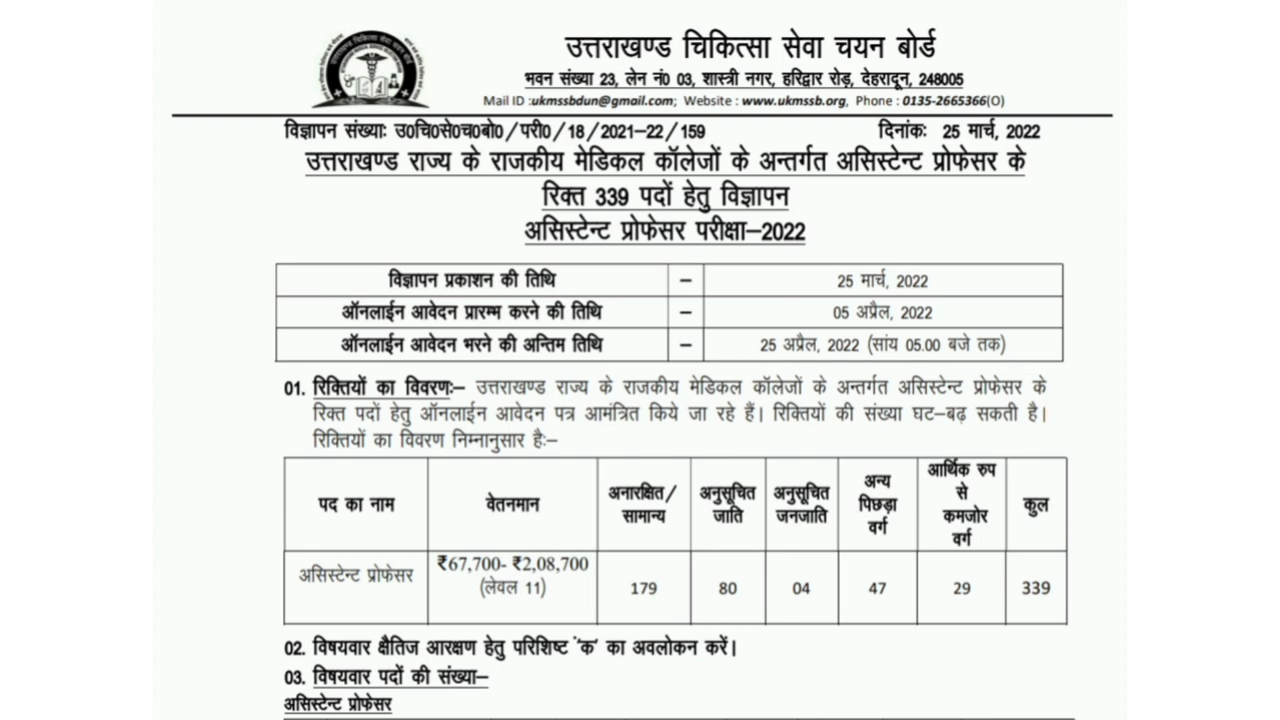 उत्तराखण्ड चिकित्सा सेवा चयन बोर्ड
भवन संख्या 23, लेन नं0 03, शास्त्री नगर, हरिद्वार रोड़, देहरादून, 248005
Mail ID :ukmssbdun@gmail.com; Website : www.ukmssb.org, Phone : 0135-2665366(O)
विज्ञापन संख्याः उ0चि0से0च0बो0/परी0/18/2021-22/159 दिनांकः 25 मार्च, 2022
उत्तराखण्ड राज्य के राजकीय मेडिकल कॉलेजों के अन्तर्गत असिस्टेन्ट प्रोफेसर के
रिक्त 339 पदों हेतु विज्ञापन
असिस्टेन्ट प्रोफेसर परीक्षा-2022
विज्ञापन प्रकाशन की तिथि - 25 मार्च, 2022
ऑनलाईन आवेदन प्रारम्भ करने की तिथि - 05 अप्रैल, 2022
ऑनलाईन आवेदन भरने की अन्तिम तिथि - 25 अप्रैल, 2022 (सांय 05.00 बजे तक)
01. रिक्तियों का विवरणः- उत्तराखण्ड राज्य के राजकीय मेडिकल कॉलेजों के अन्तर्गत असिस्टेन्ट प्रोफेसर के
रिक्त पदों हेतु ऑनलाईन आवेदन पत्र आमंत्रित किये जा रहे हैं। रिक्तियों की संख्या घट-बढ़ सकती है।
रिक्तियों का विवरण निम्नानुसार हैः-
पद का नाम वेतनमान अनारक्षित/ सामान्य अनुसूचित जाति अनुसूचित जनजाति अन्य पिछड़ा वर्ग आर्थिक रुप से कमजोर वर्ग कुल
असिस्टेन्ट प्रोफेसर ₹67,700- ₹2,08,700 (लेवल 11) 179 80 04 47 29 339
02. विषयवार क्षैतिज आरक्षण हेतु परिशिष्ट 'क' का अवलोकन करें।
03. विषयवार पदों की संख्या-
असिस्टेन्ट प्रोफेसर